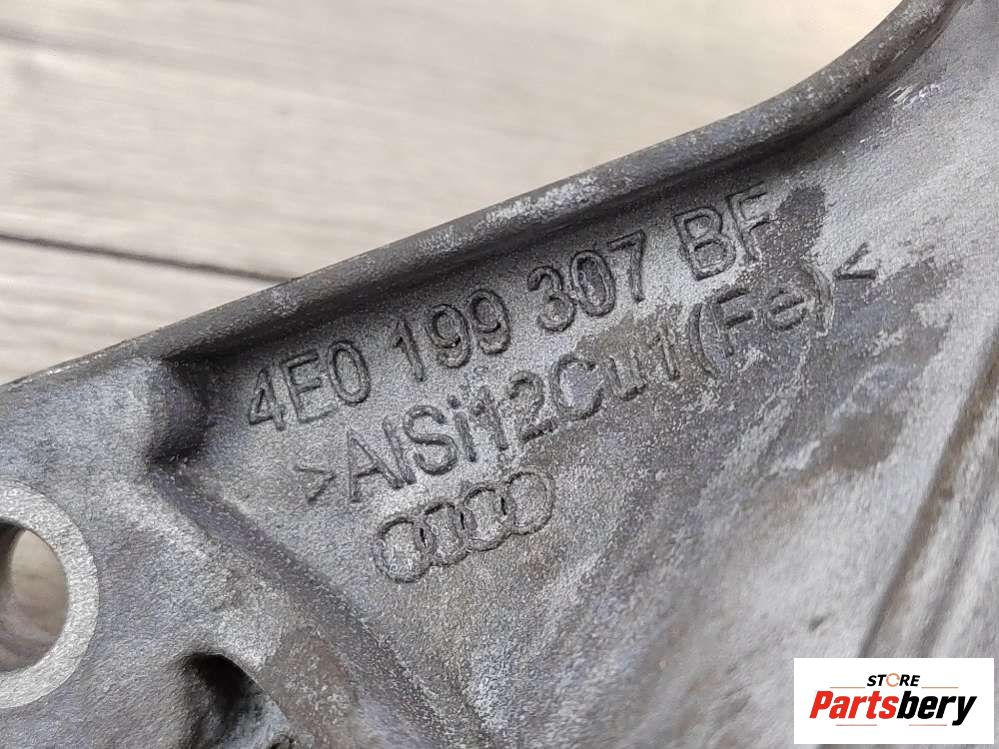 4E0 199 307 BF
>AlSi12Cu1(Fe)<
STORE
Partsbery